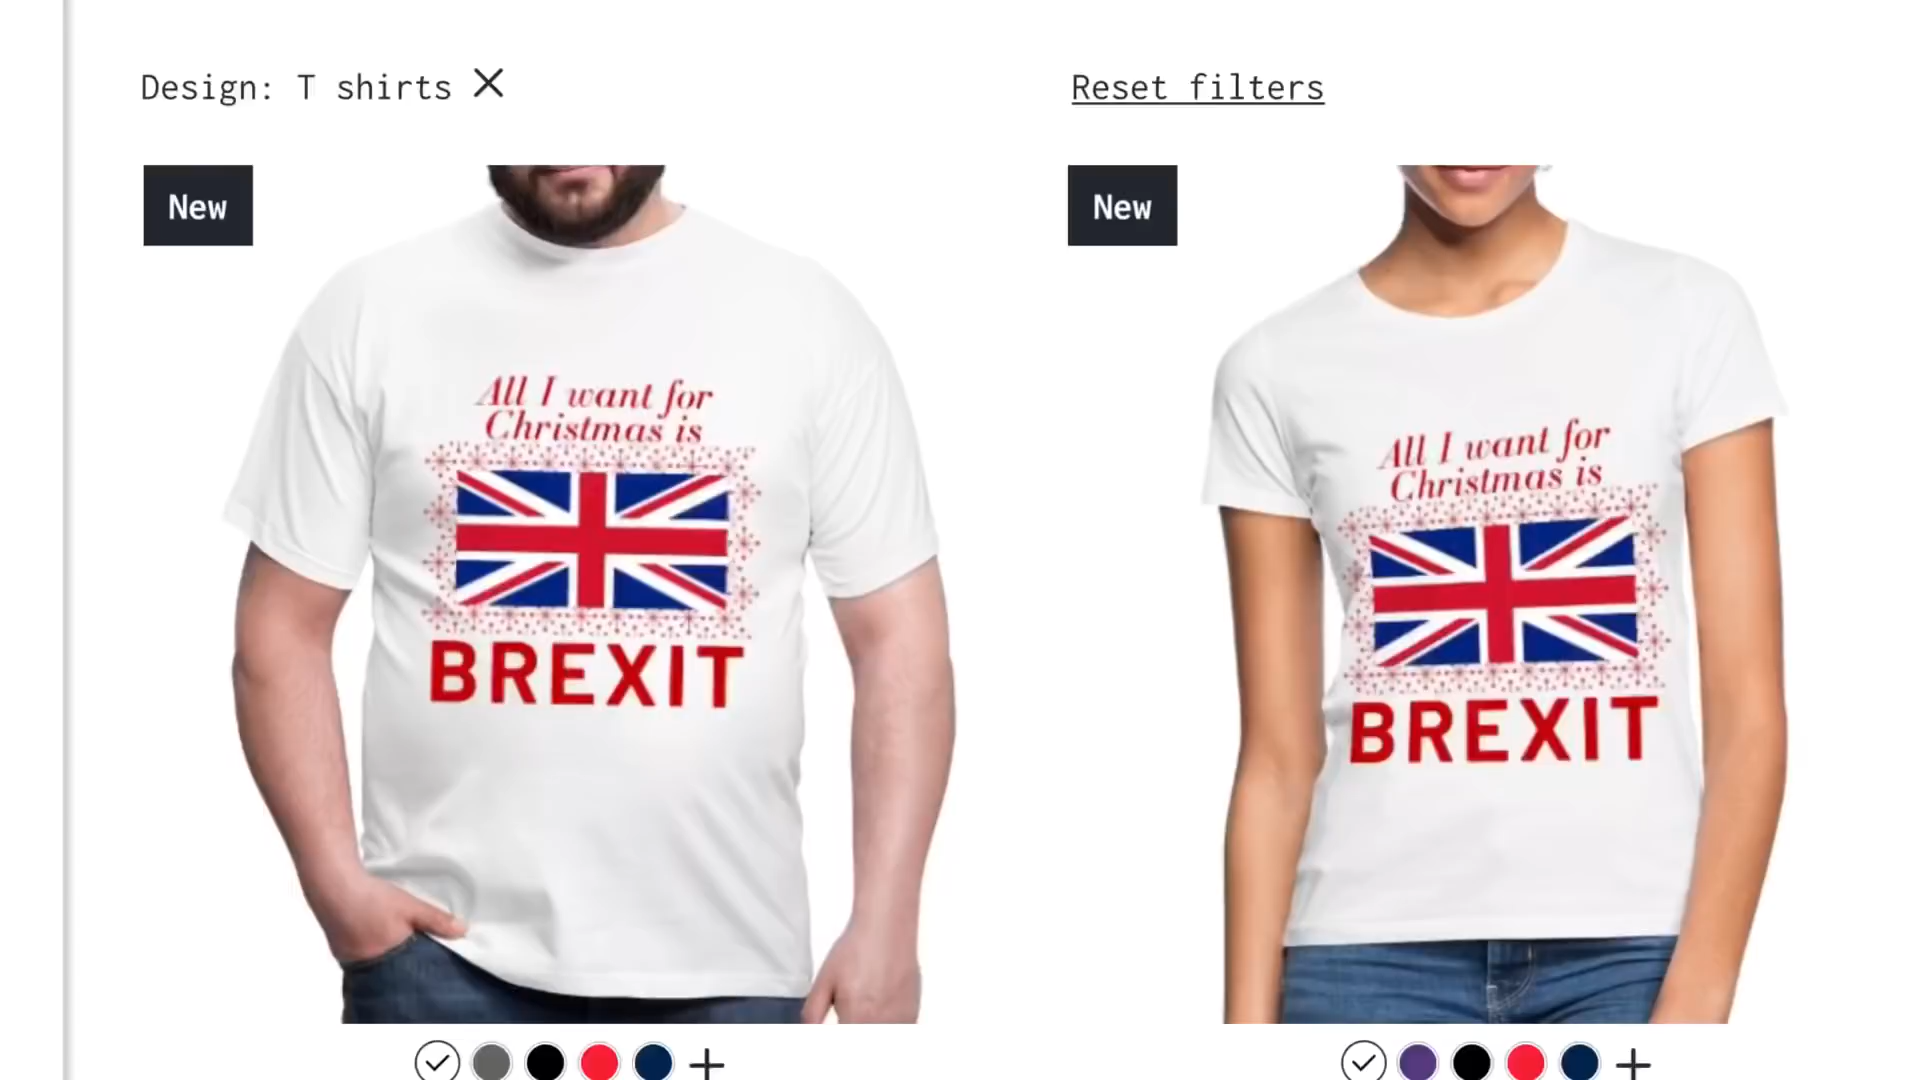 Design: T shirts
Reset filters
New
New
All I want for
Christmas is
BREXIT
All I want for
Christmas is
BREXIT